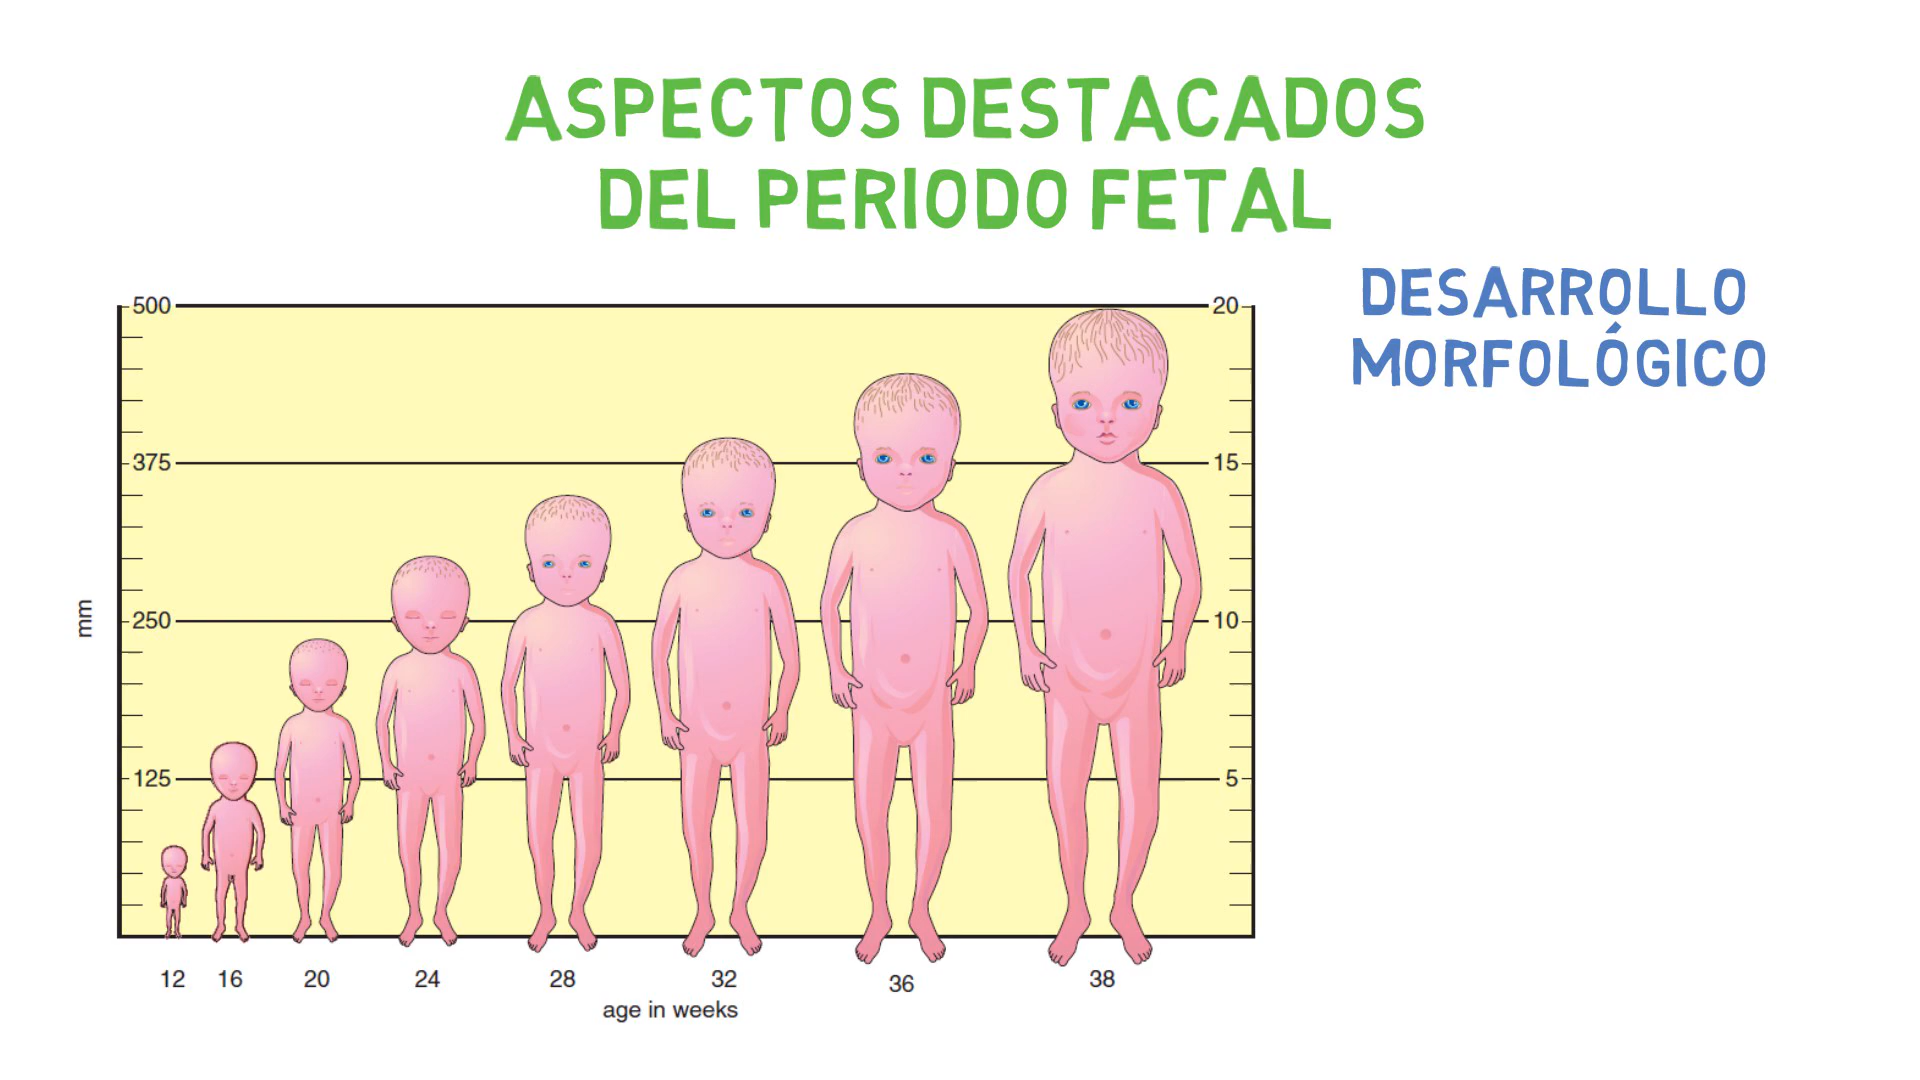 ASPECTOS DESTACADOS
DEL PERIODO FETAL
DESARROLLO
MORFOLÓGICO
500
375
250
125
mm
20
15
10
5
12 16 20 24 28 32 36 38
age in weeks